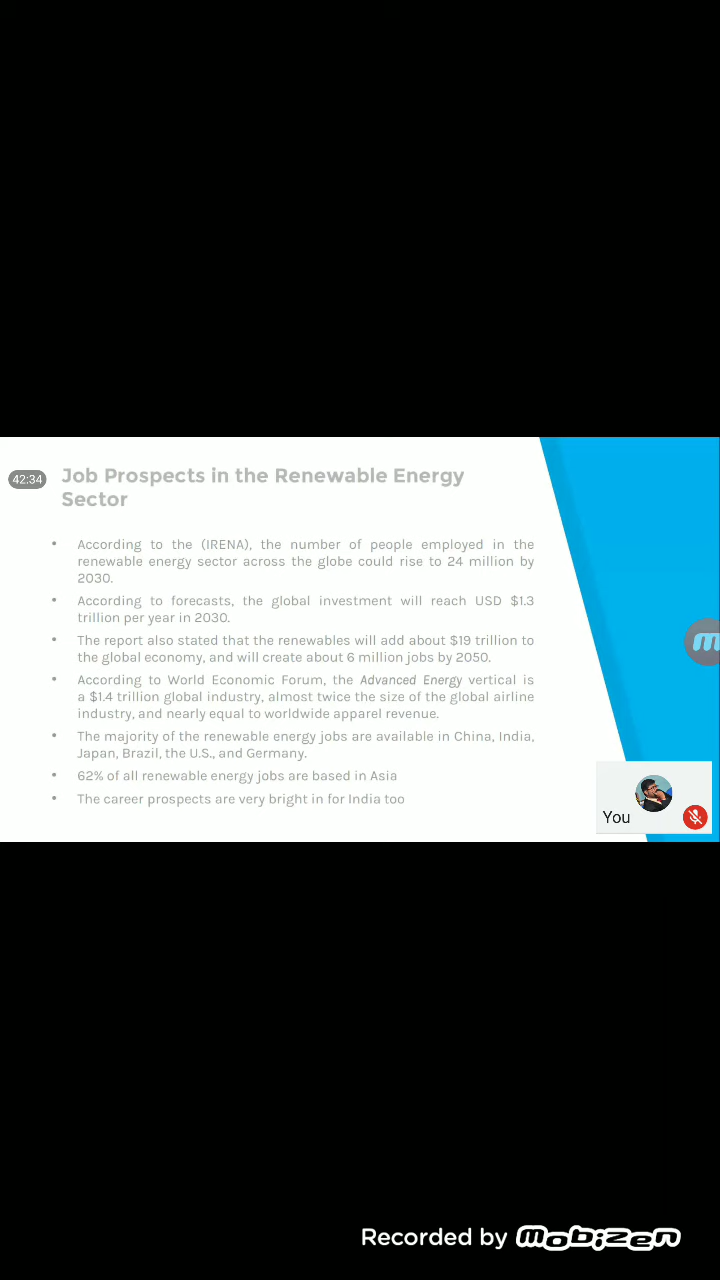 42:34
Job Prospects in the Renewable Energy
Sector
• According to the (IRENA), the number of people employed in the
renewable energy sector across the globe could rise to 24 million by
2030.
• According to forecasts, the global investment will reach USD $1.3
trillion per year in 2030.
• The report also stated that the renewables will add about $19 trillion to
the global economy, and will create about 6 million jobs by 2050.
• According to World Economic Forum, the Advanced Energy vertical is
a $1.4 trillion global industry, almost twice the size of the global airline
industry, and nearly equal to worldwide apparel revenue.
• The majority of the renewable energy jobs are available in China, India,
Japan, Brazil, the U.S., and Germany.
• 62% of all renewable energy jobs are based in Asia
• The career prospects are very bright in for India too
m
You
Recorded by mobizen